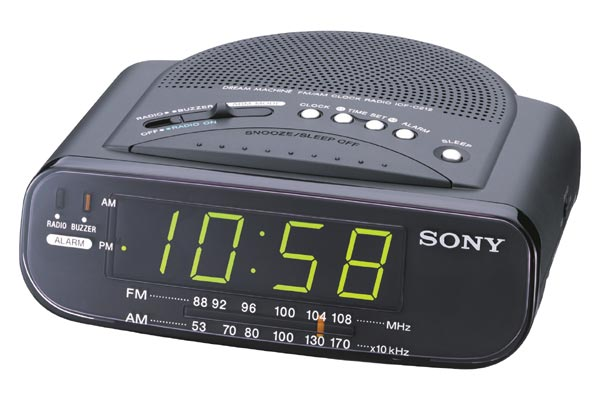 DREAM MACHINE FM/AM CLOCK RADIO ICF-C212
RADIO BUZZER ALARM MODE
CLOCK TIME SET ALARM
OFF RADIO ON
SLEEP
SNOOZE/SLEEP OFF
AM
RADIO BUZZER
ALARM
PM
10:58
SONY
FM 88 92 96 100 104 108 MHz
AM 53 70 80 100 130 170 x10 kHz